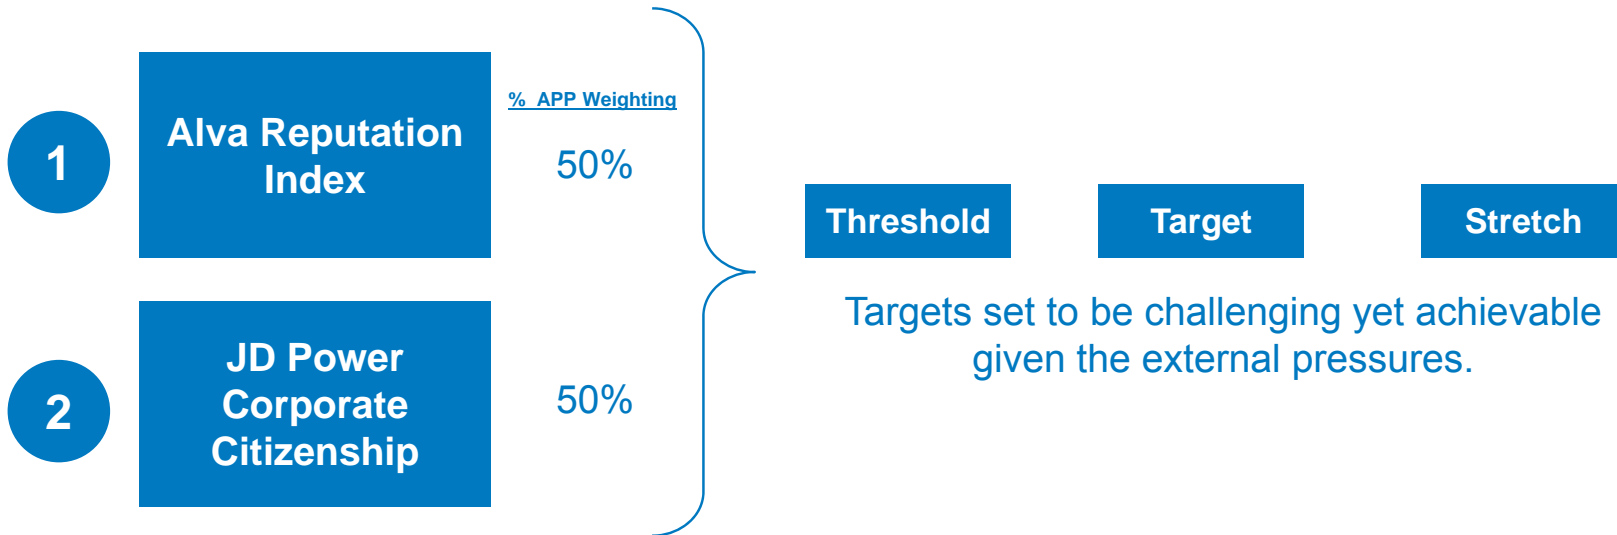 1
Alva Reputation
Index
% APP Weighting
50%
2
JD Power
Corporate
Citizenship
50%
Threshold
Target
Stretch
Targets set to be challenging yet achievable
given the external pressures.